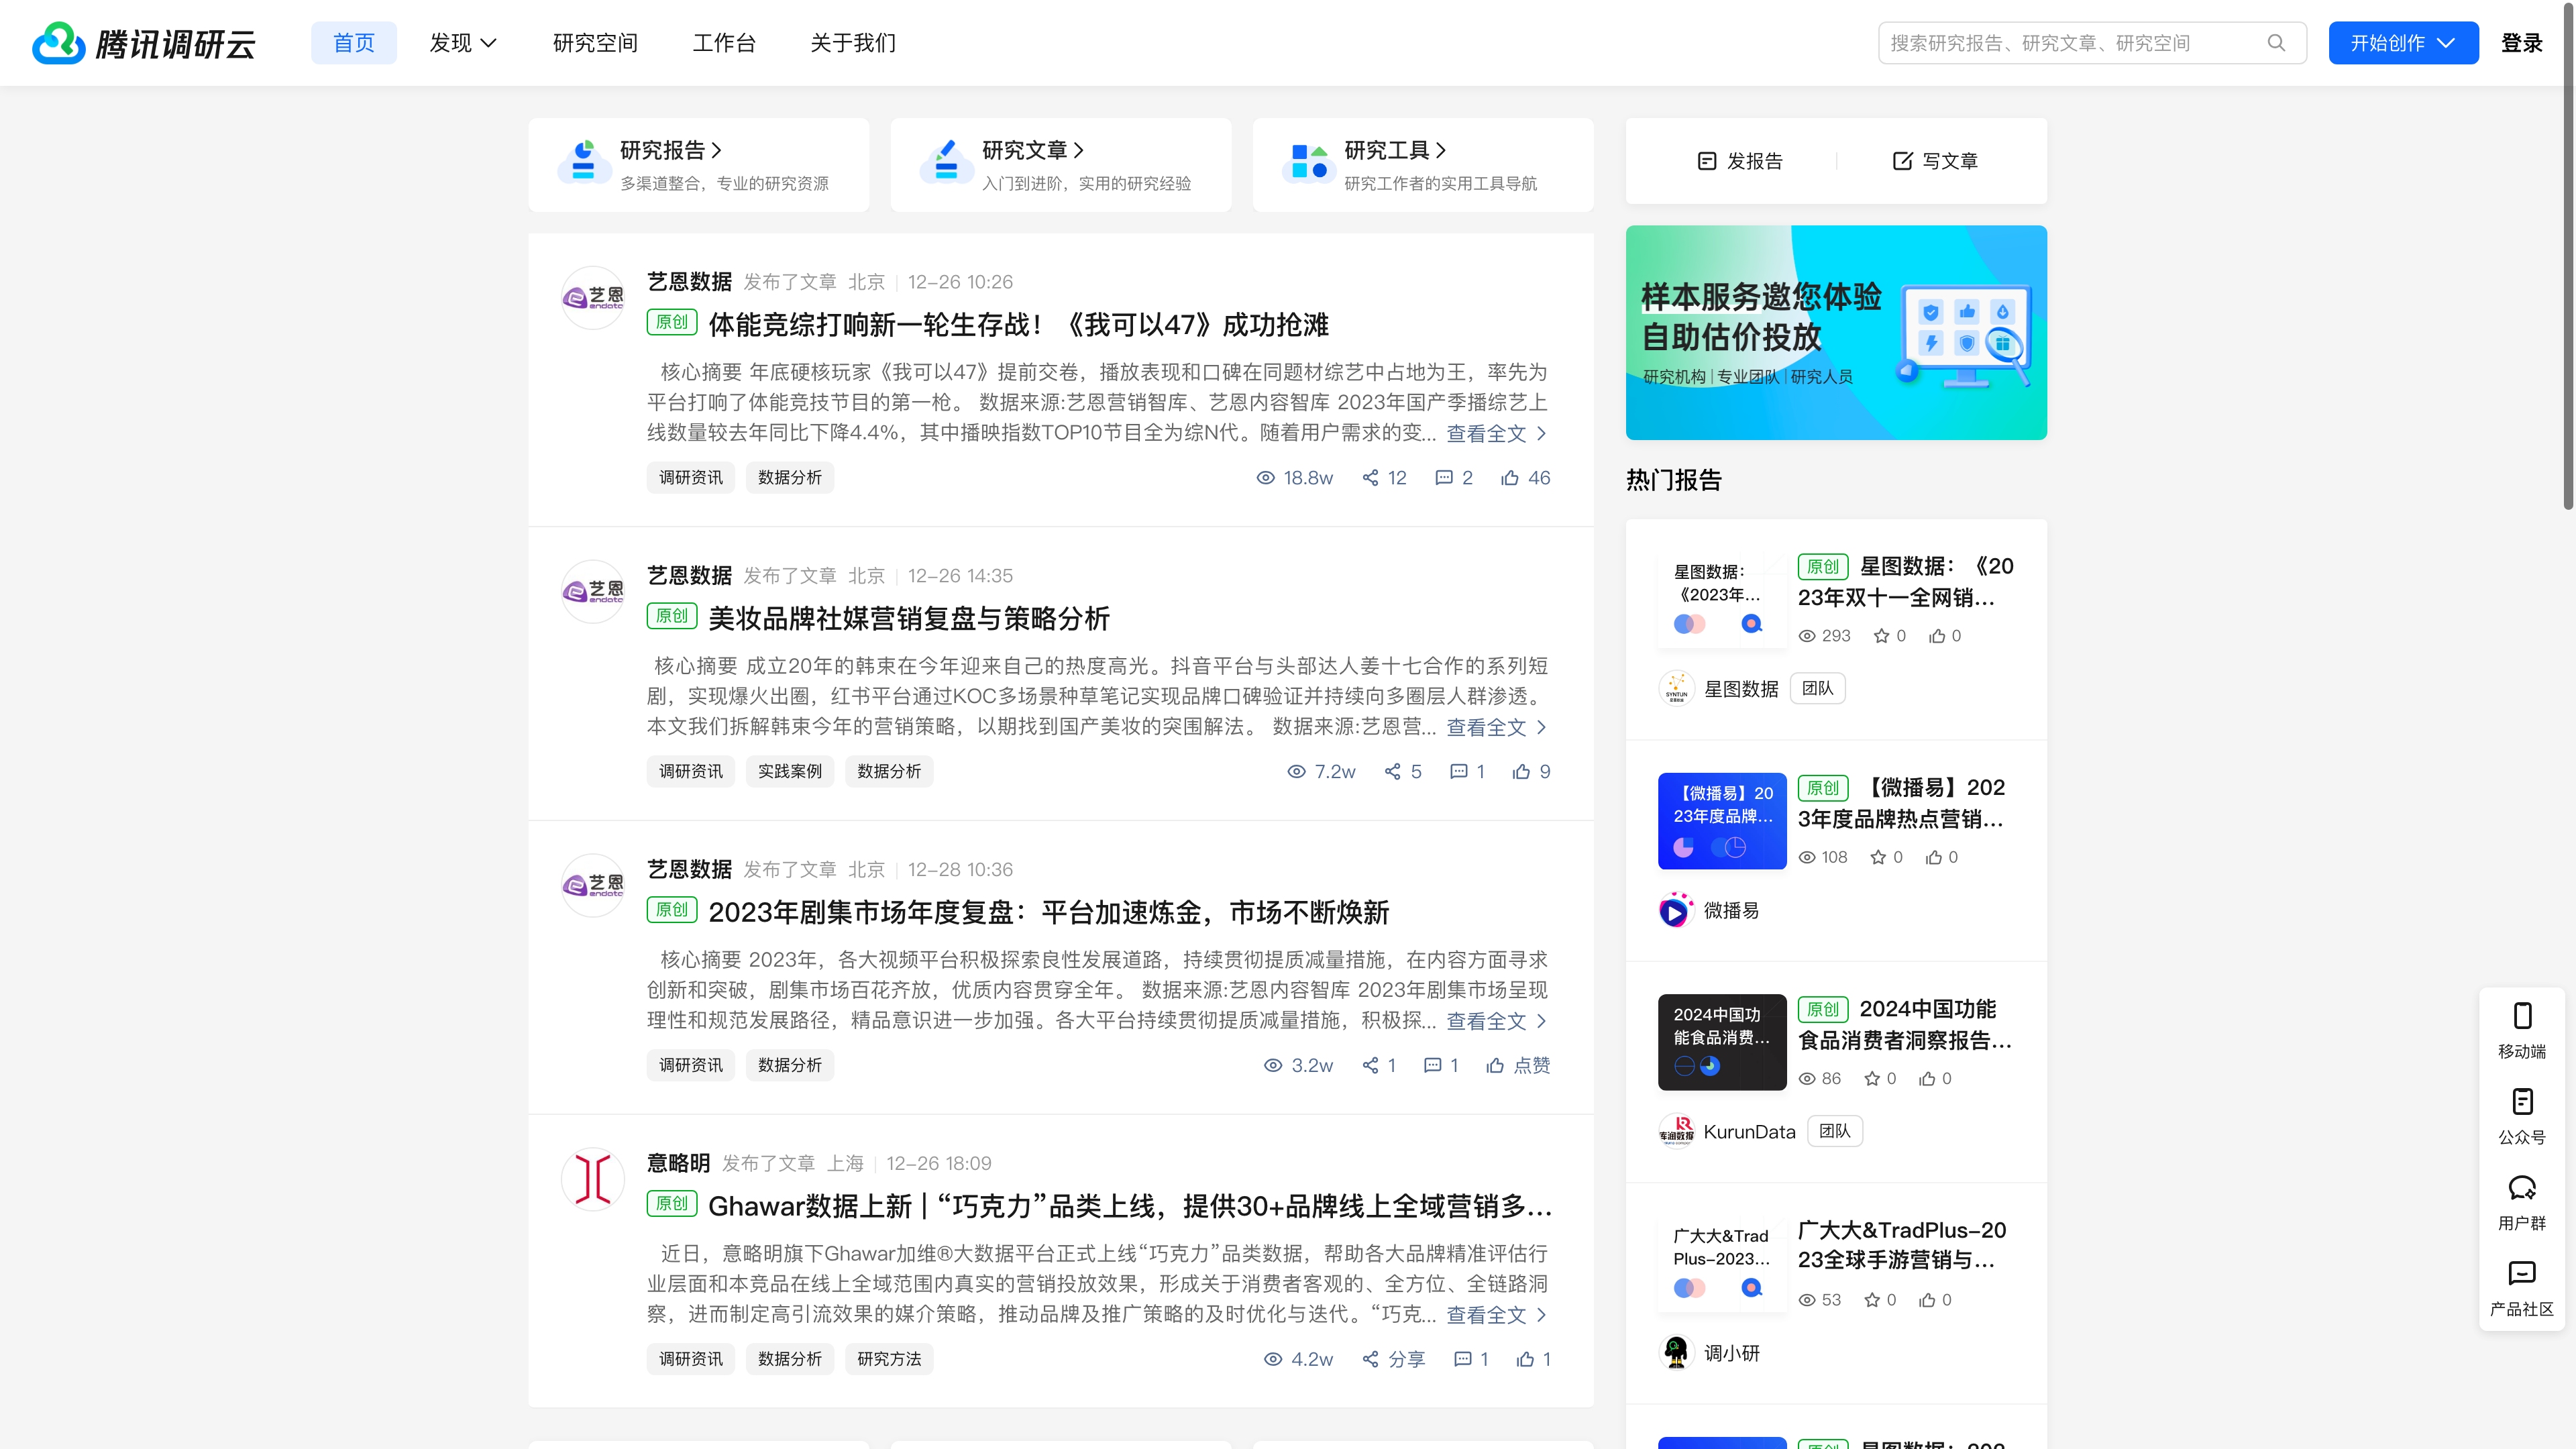 腾讯调研云
首页
发现
研究空间
工作台
关于我们
搜索研究报告、研究文章、研究空间
开始创作
登录
研究报告
多渠道整合，专业的研究资源
研究文章
入门到进阶，实用的研究经验
研究工具
研究工作者的实用工具导航
艺恩
endata
艺恩数据 发布了文章 北京 | 12-26 10:26
原创 体能竞综打响新一轮生存战！《我可以47》成功抢滩
核心摘要 年底硬核玩家《我可以47》提前交卷，播放表现和口碑在同题材综艺中占地为王，率先为
平台打响了体能竞技节目的第一枪。 数据来源:艺恩营销智库、艺恩内容智库 2023年国产季播综艺上
线数量较去年同比下降4.4%，其中播映指数TOP10节目全为综N代。随着用户需求的变... 查看全文
调研资讯 数据分析
18.8w 12 2 46
艺恩
endata
艺恩数据 发布了文章 北京 | 12-26 14:35
原创 美妆品牌社媒营销复盘与策略分析
核心摘要 成立20年的韩束在今年迎来自己的热度高光。抖音平台与头部达人姜十七合作的系列短
剧，实现爆火出圈，红书平台通过KOC多场景种草笔记实现品牌口碑验证并持续向多圈层人群渗透。
本文我们拆解韩束今年的营销策略，以期找到国产美妆的突围解法。 数据来源:艺恩营... 查看全文
调研资讯 实践案例 数据分析
7.2w 5 1 9
艺恩
endata
艺恩数据 发布了文章 北京 | 12-28 10:36
原创 2023年剧集市场年度复盘：平台加速炼金，市场不断焕新
核心摘要 2023年，各大视频平台积极探索良性发展道路，持续贯彻提质减量措施，在内容方面寻求
创新和突破，剧集市场百花齐放，优质内容贯穿全年。 数据来源:艺恩内容智库 2023年剧集市场呈现
理性和规范发展路径，精品意识进一步加强。各大平台持续贯彻提质减量措施，积极探... 查看全文
调研资讯 数据分析
3.2w 1 1 点赞
意略明 发布了文章 上海 | 12-26 18:09
原创 Ghawar数据上新 | “巧克力”品类上线，提供30+品牌线上全域营销多...
近日，意略明旗下Ghawar加维®大数据平台正式上线“巧克力”品类数据，帮助各大品牌精准评估行
业层面和本竞品在线上全域范围内真实的营销投放效果，形成关于消费者客观的、全方位、全链路洞
察，进而制定高引流效果的媒介策略，推动品牌及推广策略的及时优化与迭代。“巧克... 查看全文
调研资讯 数据分析 研究方法
4.2w 分享 1 1
发报告
写文章
样本服务邀您体验
自助估价投放
研究机构 | 专业团队 | 研究人员
热门报告
星图数据：
《2023年...
原创 星图数据：《20
23年双十一全网销...
293 0 0
SYNTUN
星图数据 团队
【微播易】20
23年度品牌...
原创 【微播易】202
3年度品牌热点营销...
108 0 0
微播易
2024中国功
能食品消费...
原创 2024中国功能
食品消费者洞察报告...
86 0 0
库润数据
KurunData 团队
广大大&Trad
Plus-2023...
广大大&TradPlus-20
23全球手游营销与...
53 0 0
调小研
原创 星图数据：202
移动端
公众号
用户群
产品社区